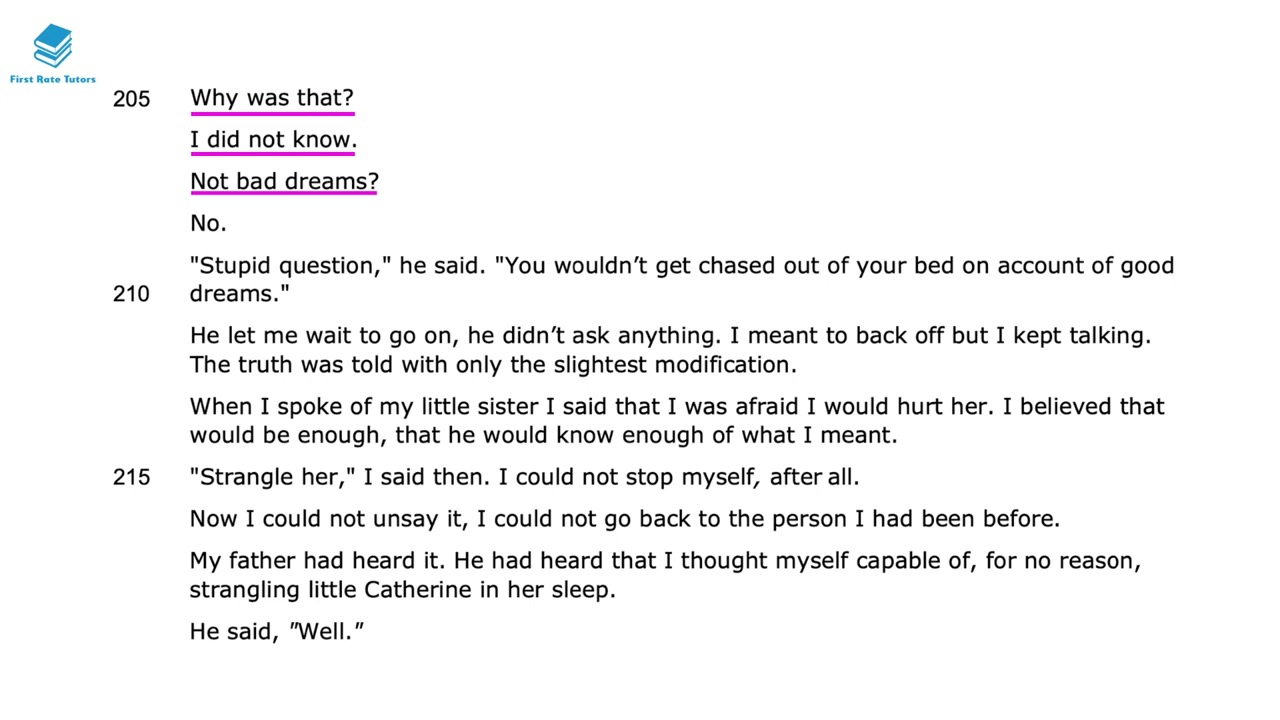 First Rate Tutors
205 Why was that?
I did not know.
Not bad dreams?
No.
"Stupid question," he said. "You wouldn’t get chased out of your bed on account of good
210 dreams."
He let me wait to go on, he didn’t ask anything. I meant to back off but I kept talking.
The truth was told with only the slightest modification.
When I spoke of my little sister I said that I was afraid I would hurt her. I believed that
would be enough, that he would know enough of what I meant.
215 "Strangle her," I said then. I could not stop myself, after all.
Now I could not unsay it, I could not go back to the person I had been before.
My father had heard it. He had heard that I thought myself capable of, for no reason,
strangling little Catherine in her sleep.
He said, "Well."